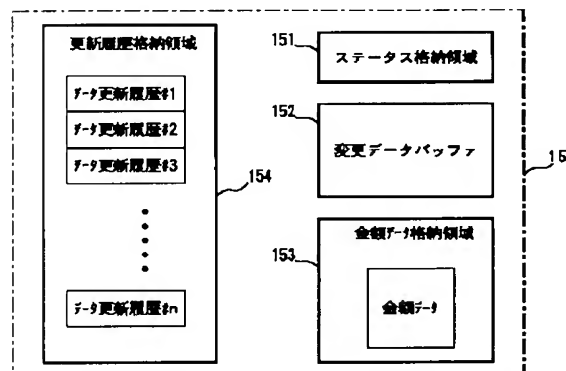 更新履歴格納領域
データ更新履歴#1
データ更新履歴#2
データ更新履歴#3
データ更新履歴#n
154
151
ステータス格納領域
152
変更データバッファ
15
153
金額データ格納領域
金額データ